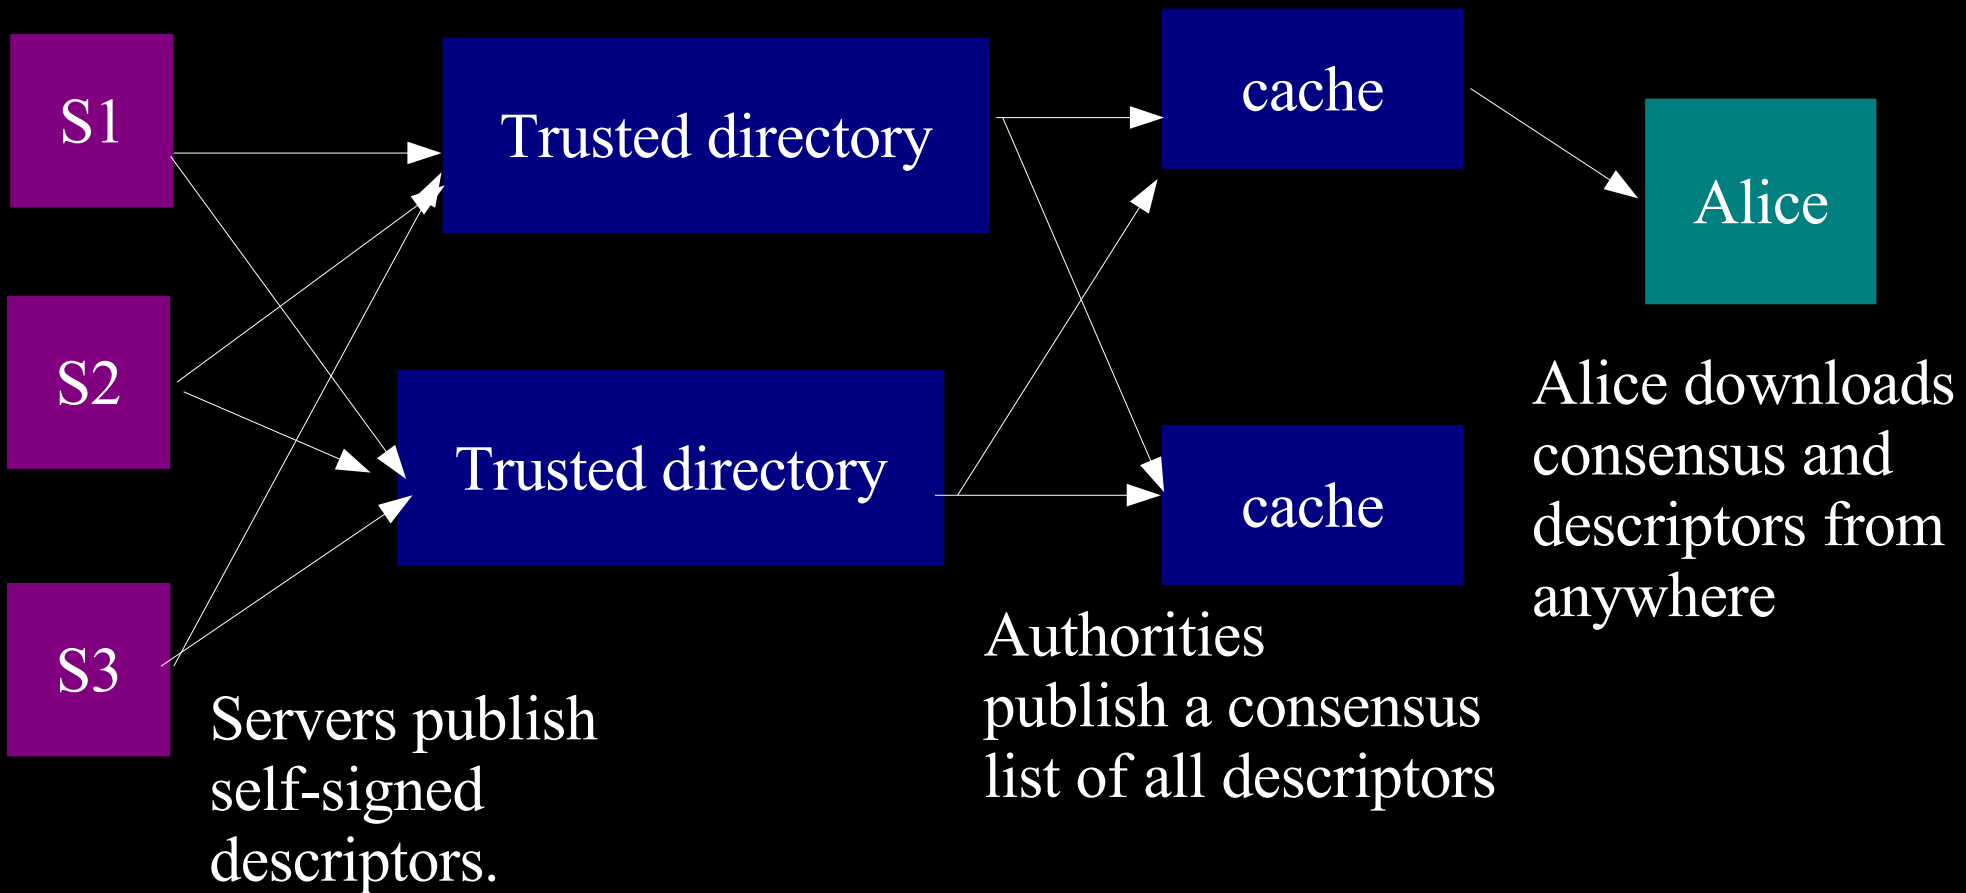 S1
Trusted directory
cache
Alice
S2
Trusted directory
cache
S3
Servers publish
self-signed
descriptors.
Authorities
publish a consensus
list of all descriptors
Alice downloads
consensus and
descriptors from
anywhere